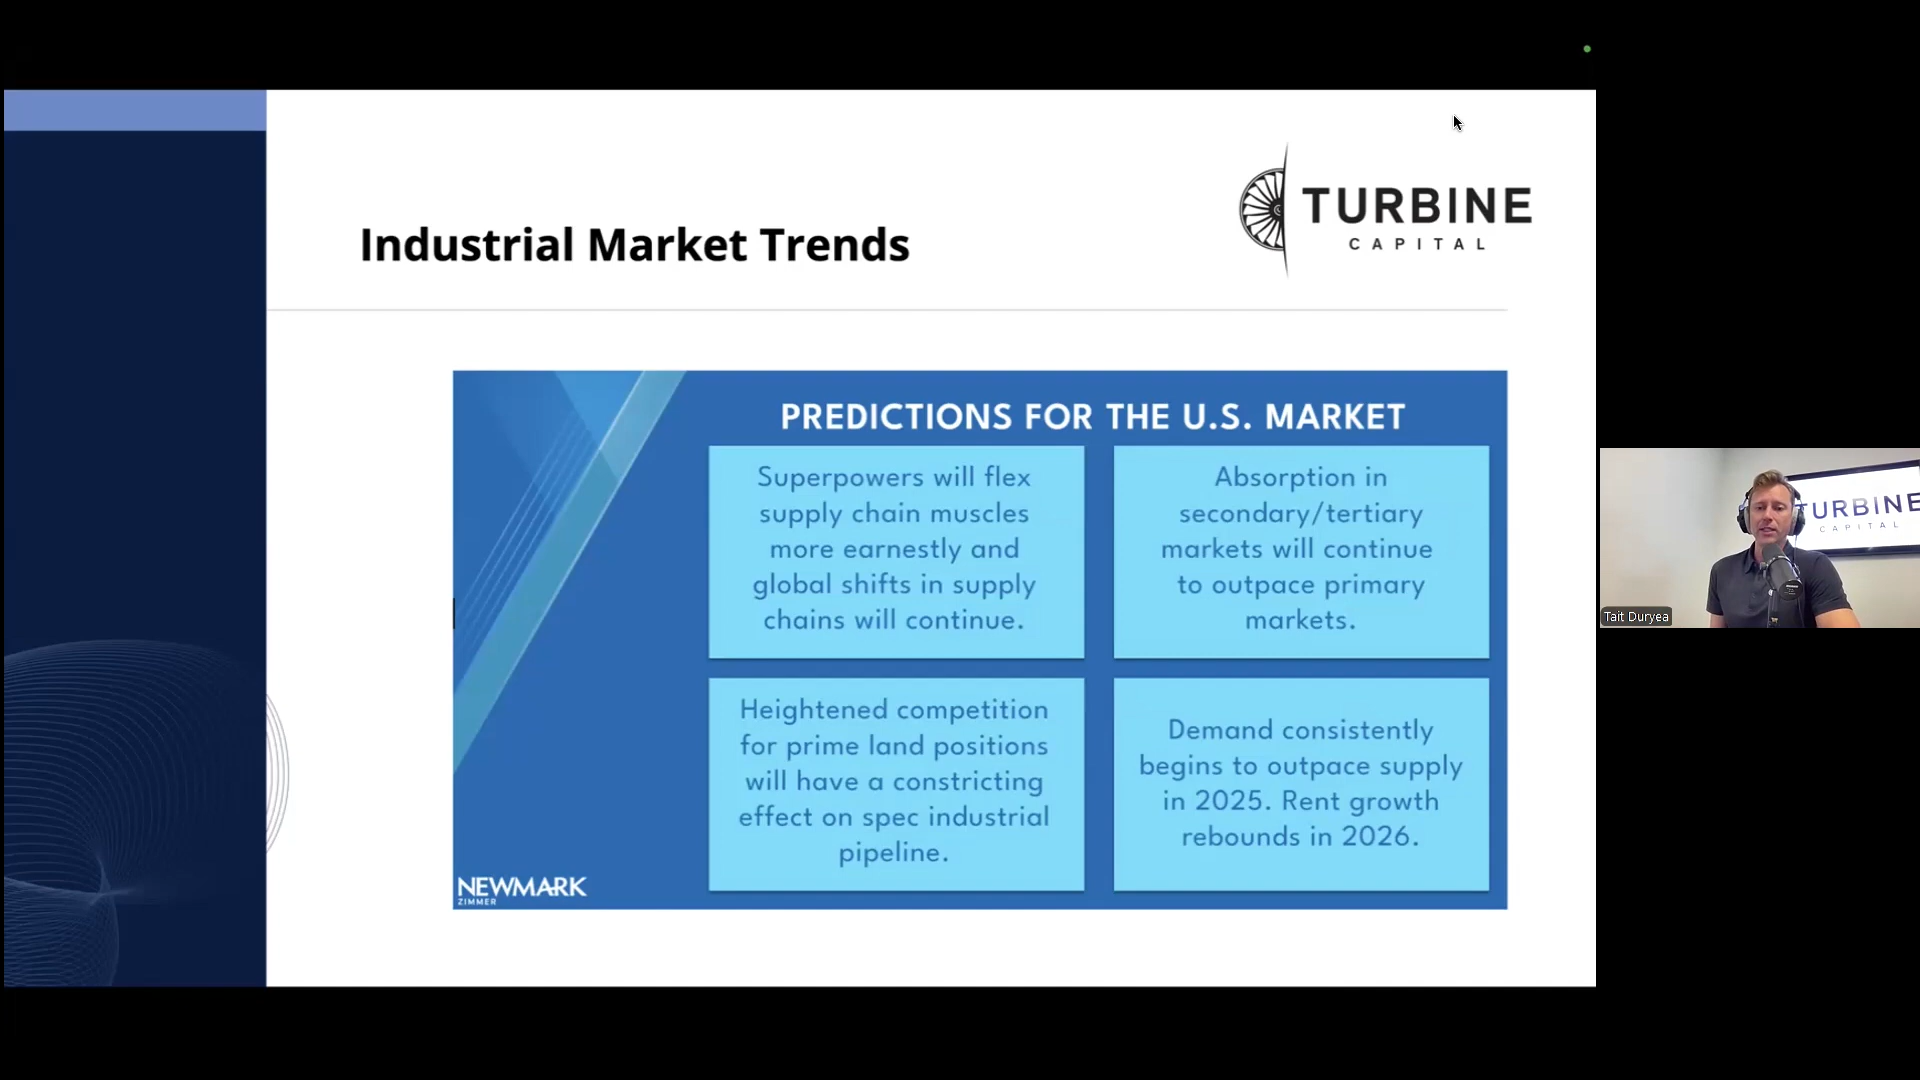 TURBINE
CAPITAL
Industrial Market Trends
PREDICTIONS FOR THE U.S. MARKET
Superpowers will flex
supply chain muscles
more earnestly and
global shifts in supply
chains will continue.
Absorption in
secondary/tertiary
markets will continue
to outpace primary
markets.
Heightened competition
for prime land positions
will have a constricting
effect on spec industrial
pipeline.
Demand consistently
begins to outpace supply
in 2025. Rent growth
rebounds in 2026.
NEWMARK
ZIMMER
TURBINE
CAPITAL
Tait Duryea